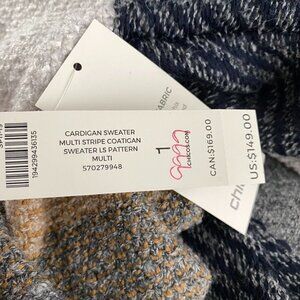 CARDIGAN SWEATER
MULTI STRIPE COATIGAN
SWEATER LS PATTERN
MULTI
570279948
194299436135
1
CHICOS.COM
CAN:$169.00
US:$149.00
FABRIC
chic